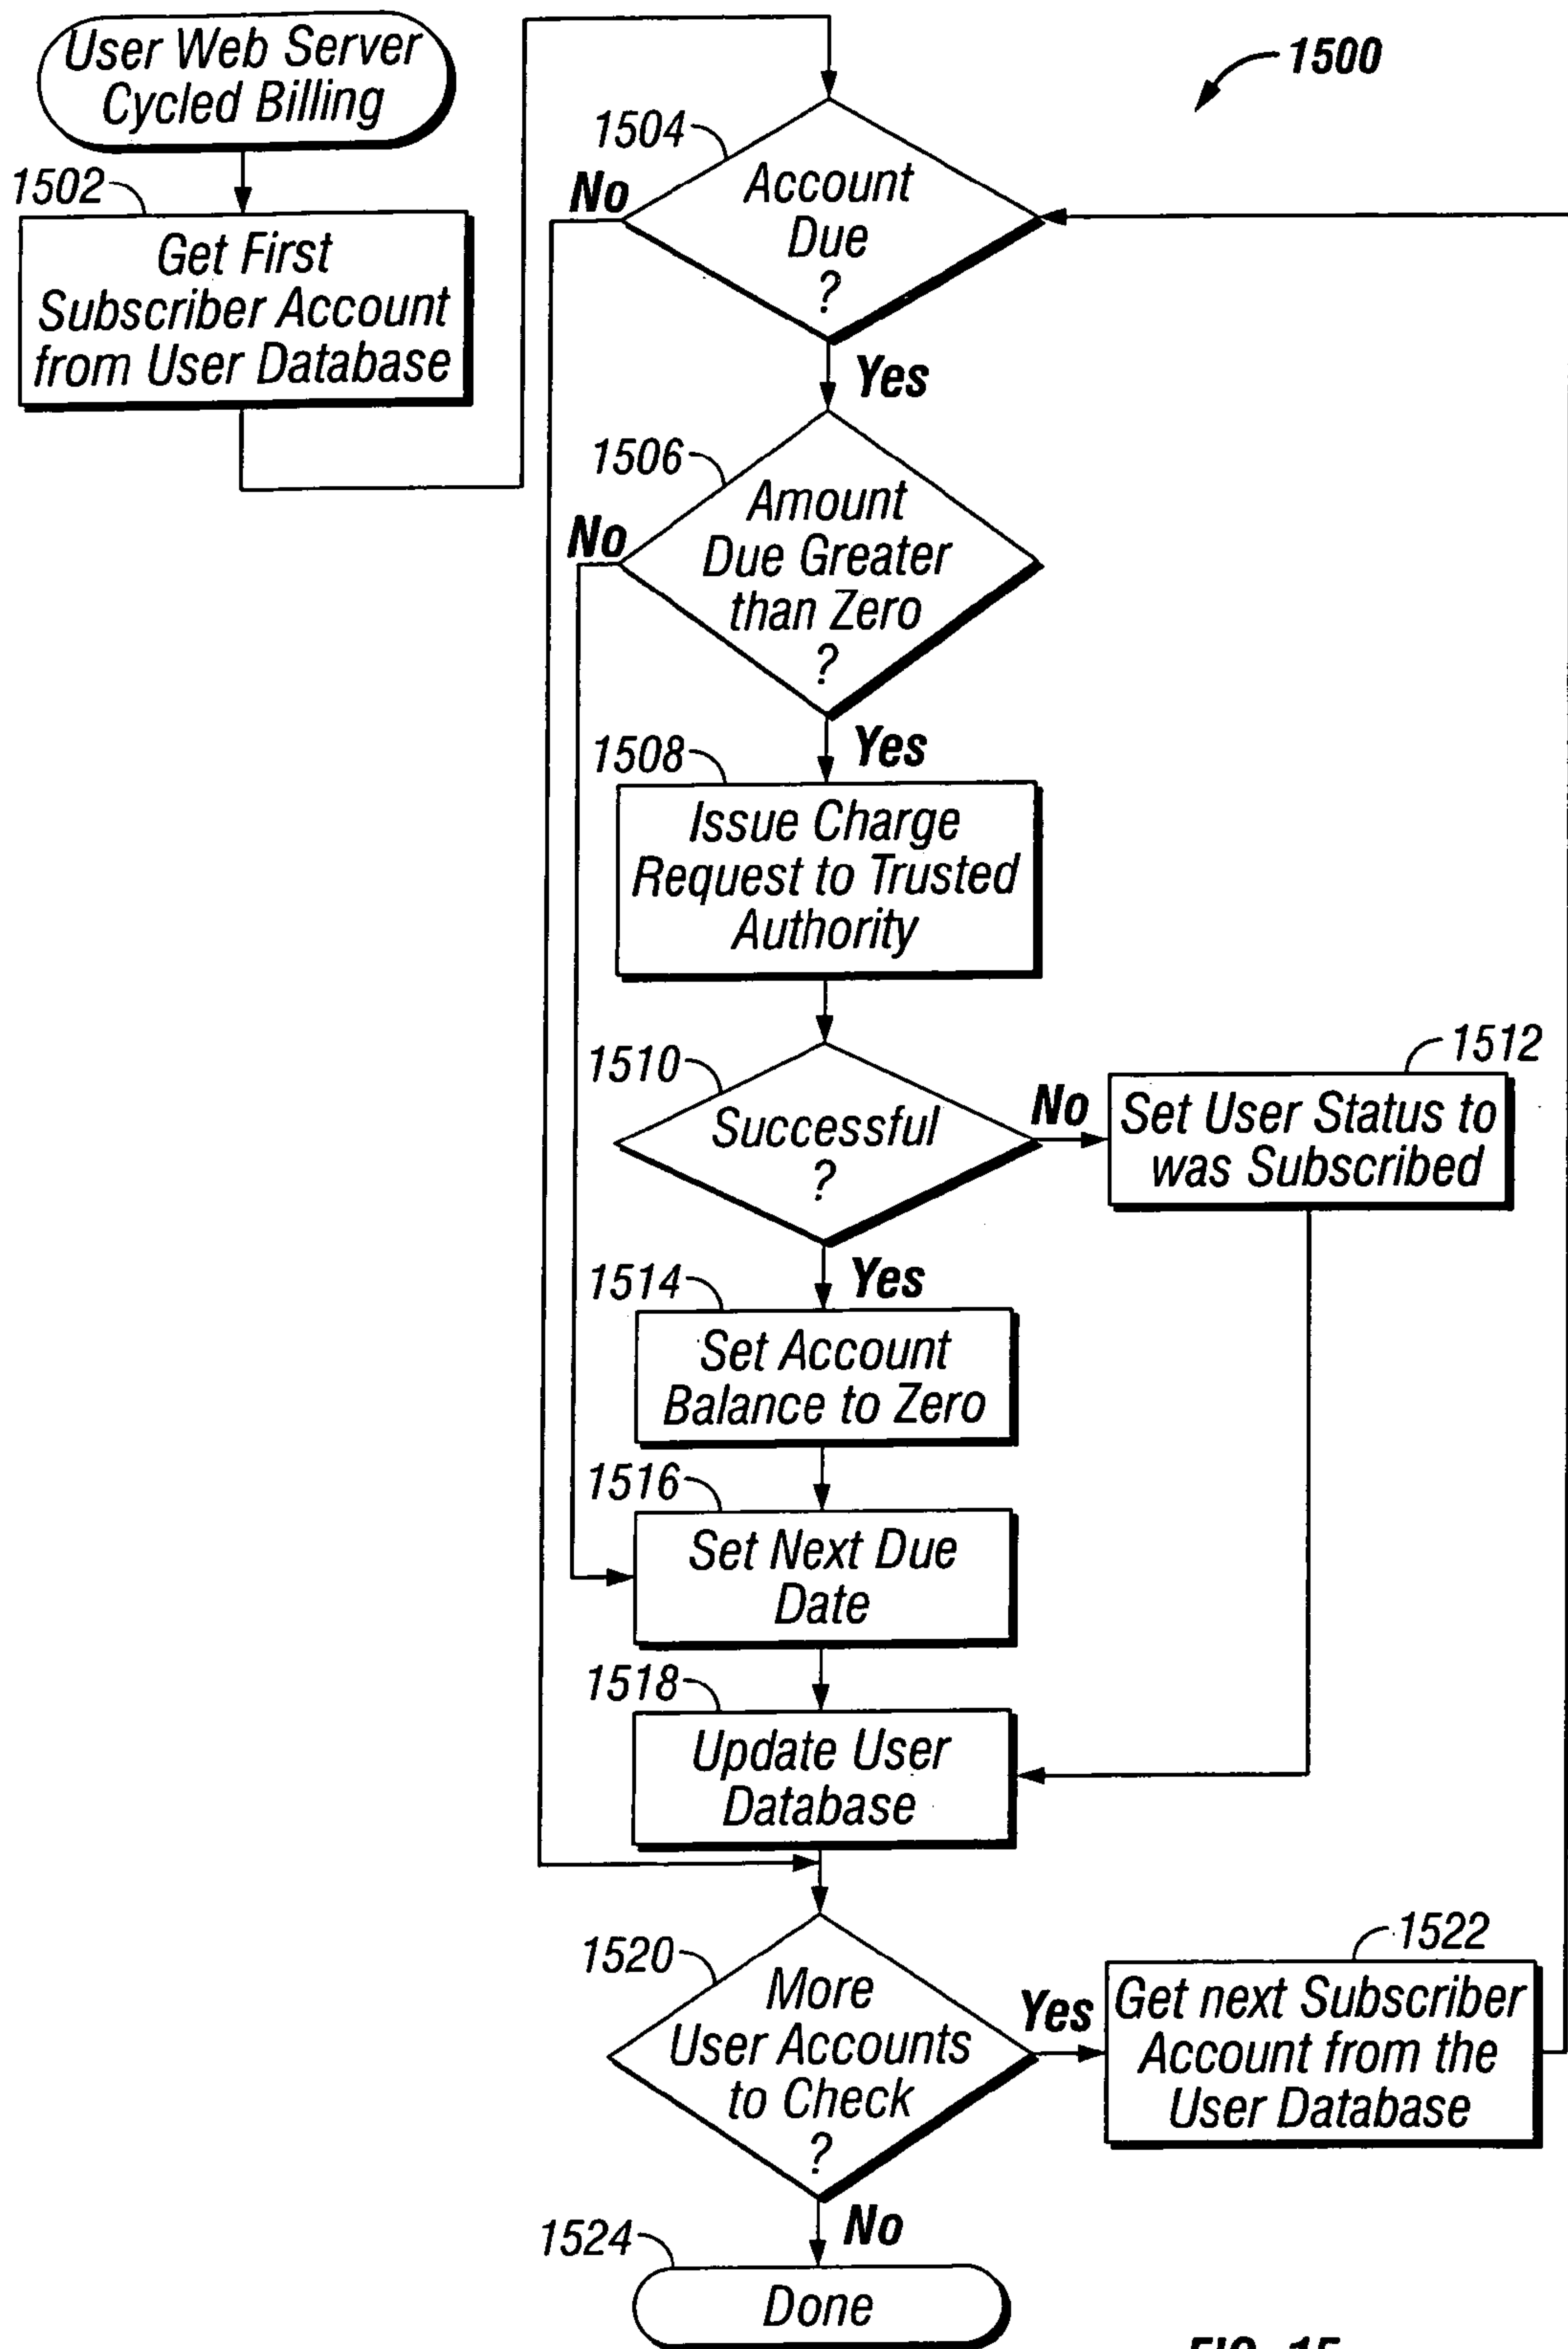 User Web Server
Cycled Billing
1500
1502
Get First
Subscriber Account
from User Database
1504
No
Account
Due
?
Yes
1506
No
Amount
Due Greater
than Zero
?
Yes
1508
Issue Charge
Request to Trusted
Authority
1510
Successful
?
No
1512
Set User Status to
was Subscribed
Yes
1514
Set Account
Balance to Zero
1516
Set Next Due
Date
1518
Update User
Database
1520
More
User Accounts
to Check
?
Yes
1522
Get next Subscriber
Account from the
User Database
No
1524
Done
FIG. 15